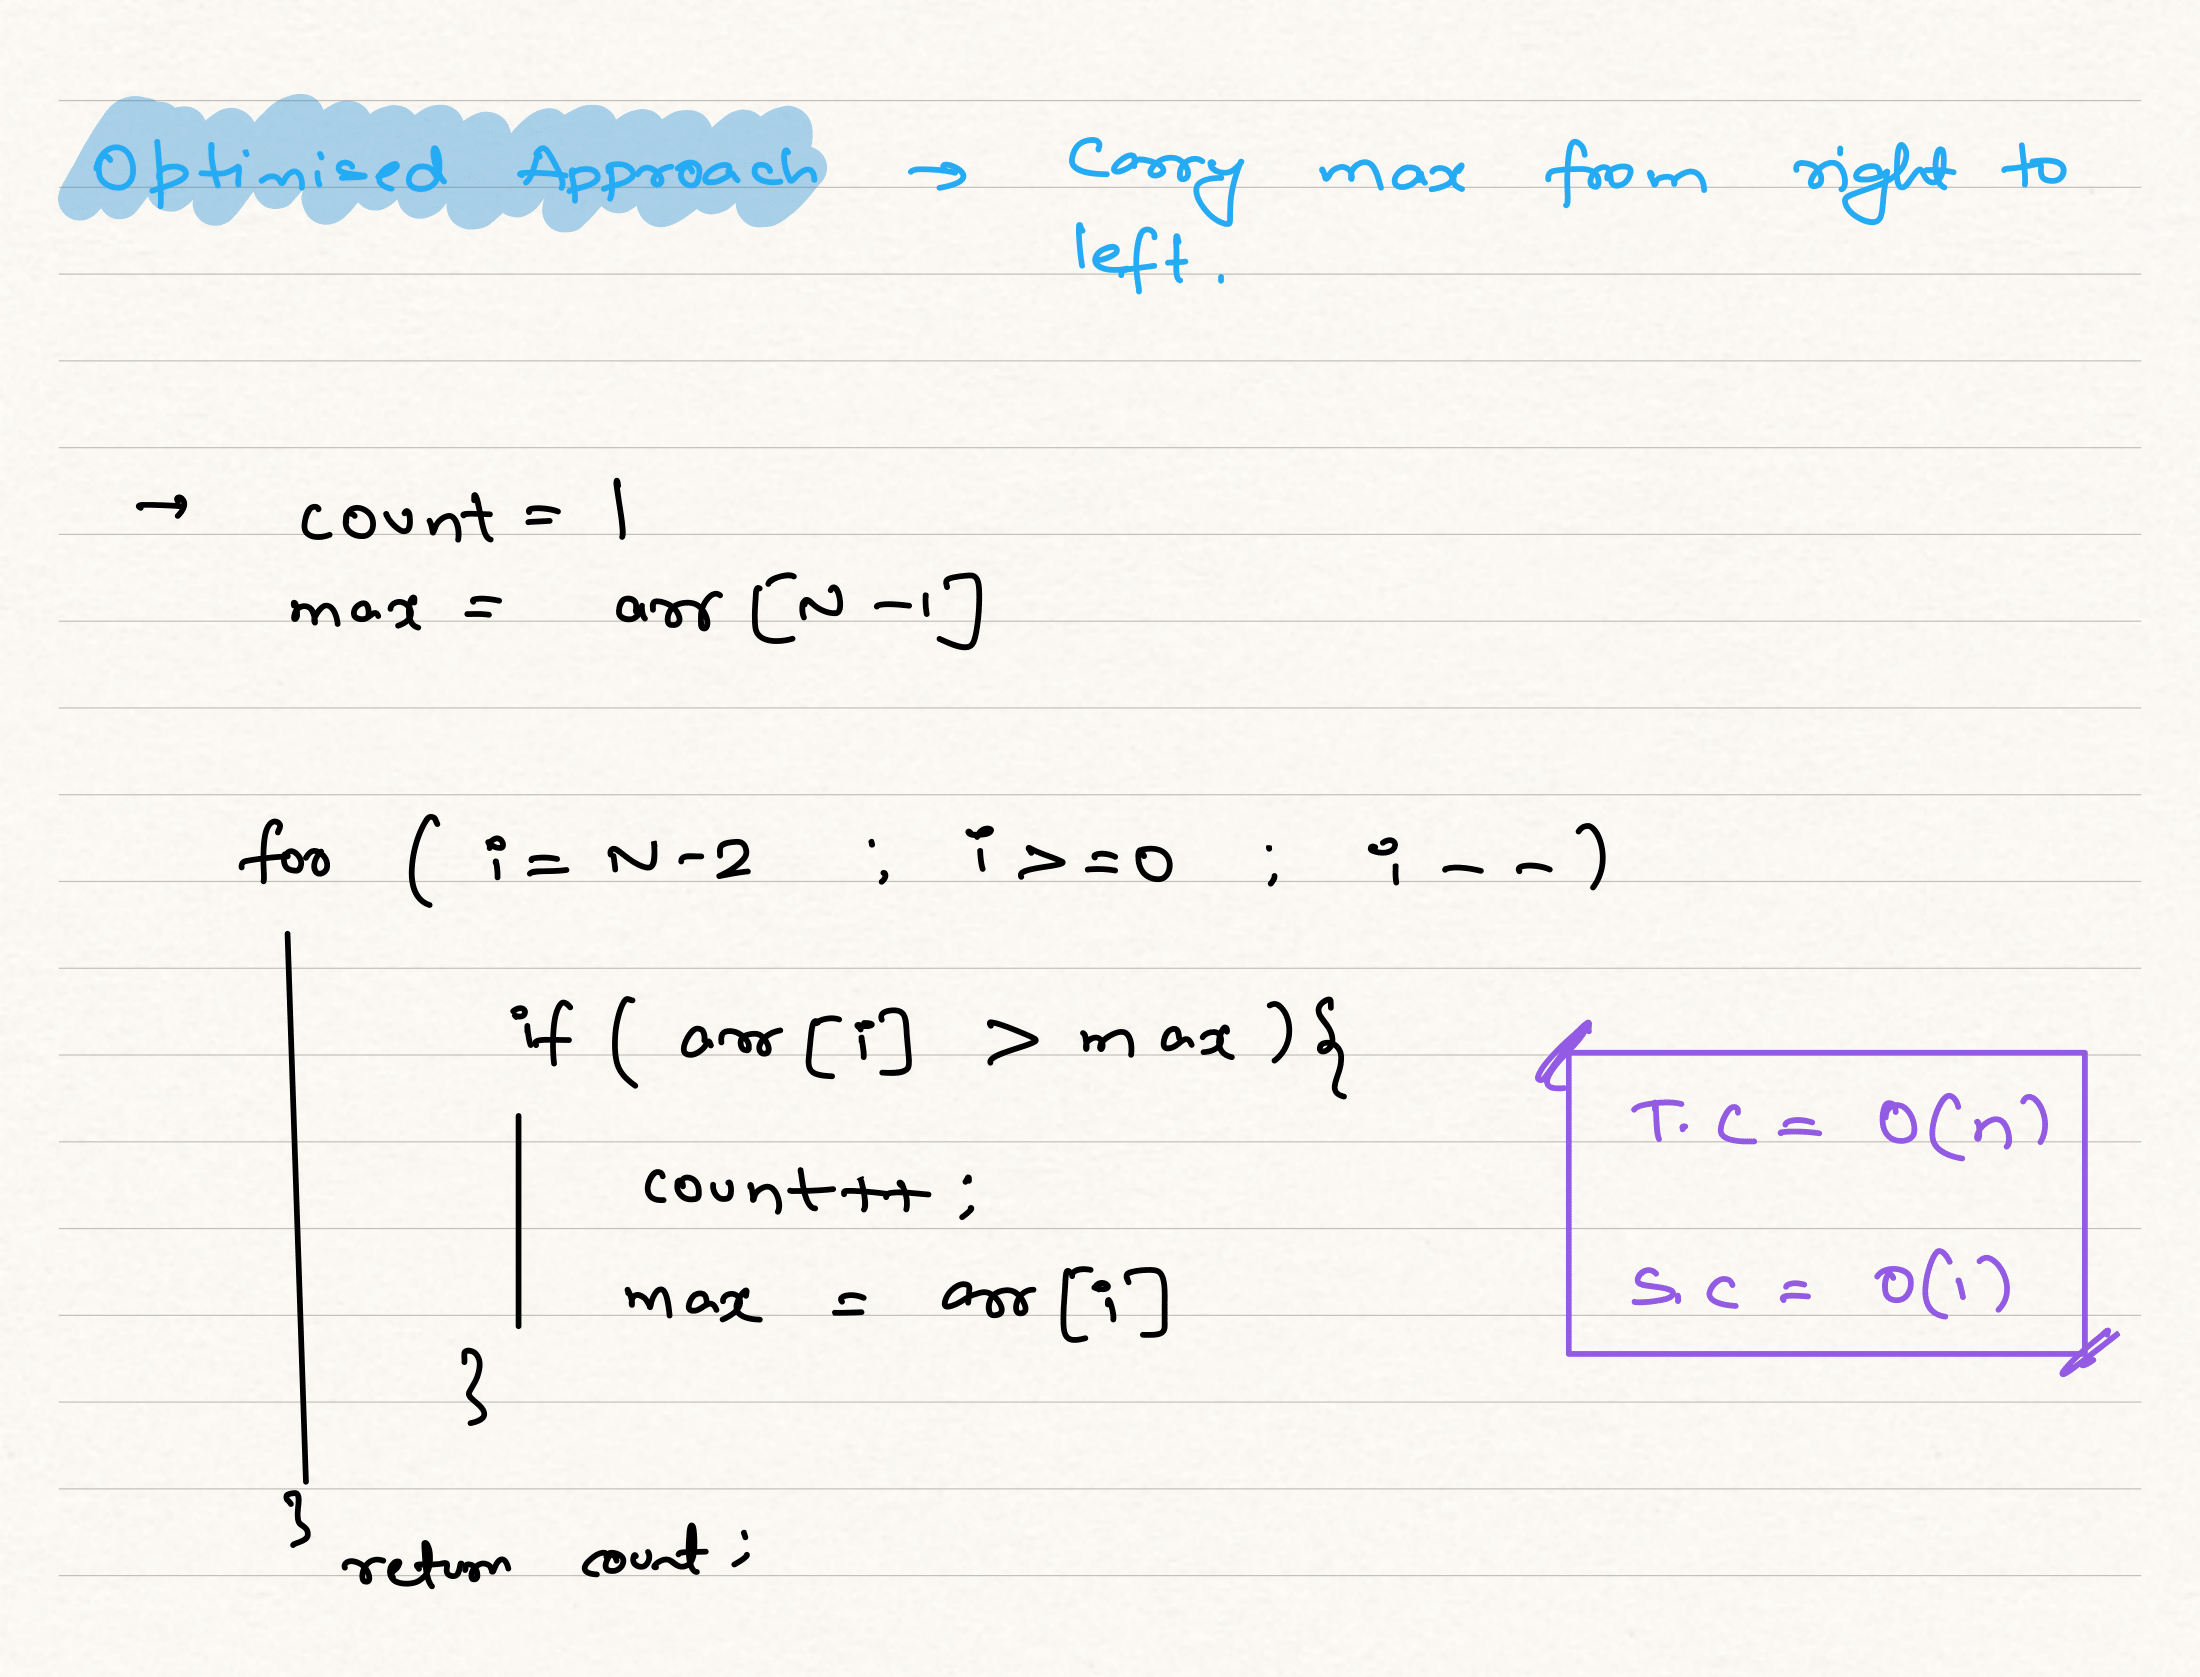 Optimised Approach → Carry max from right to
left.
→ count = 1
max = arr[N-1]
for ( i = N-2 ; i >= 0 ; i - - )
if ( arr[i] > max ) {
T.C = O(n)
count++ ;
max = arr[i]
S.C = O(1)
}
}
return count ;